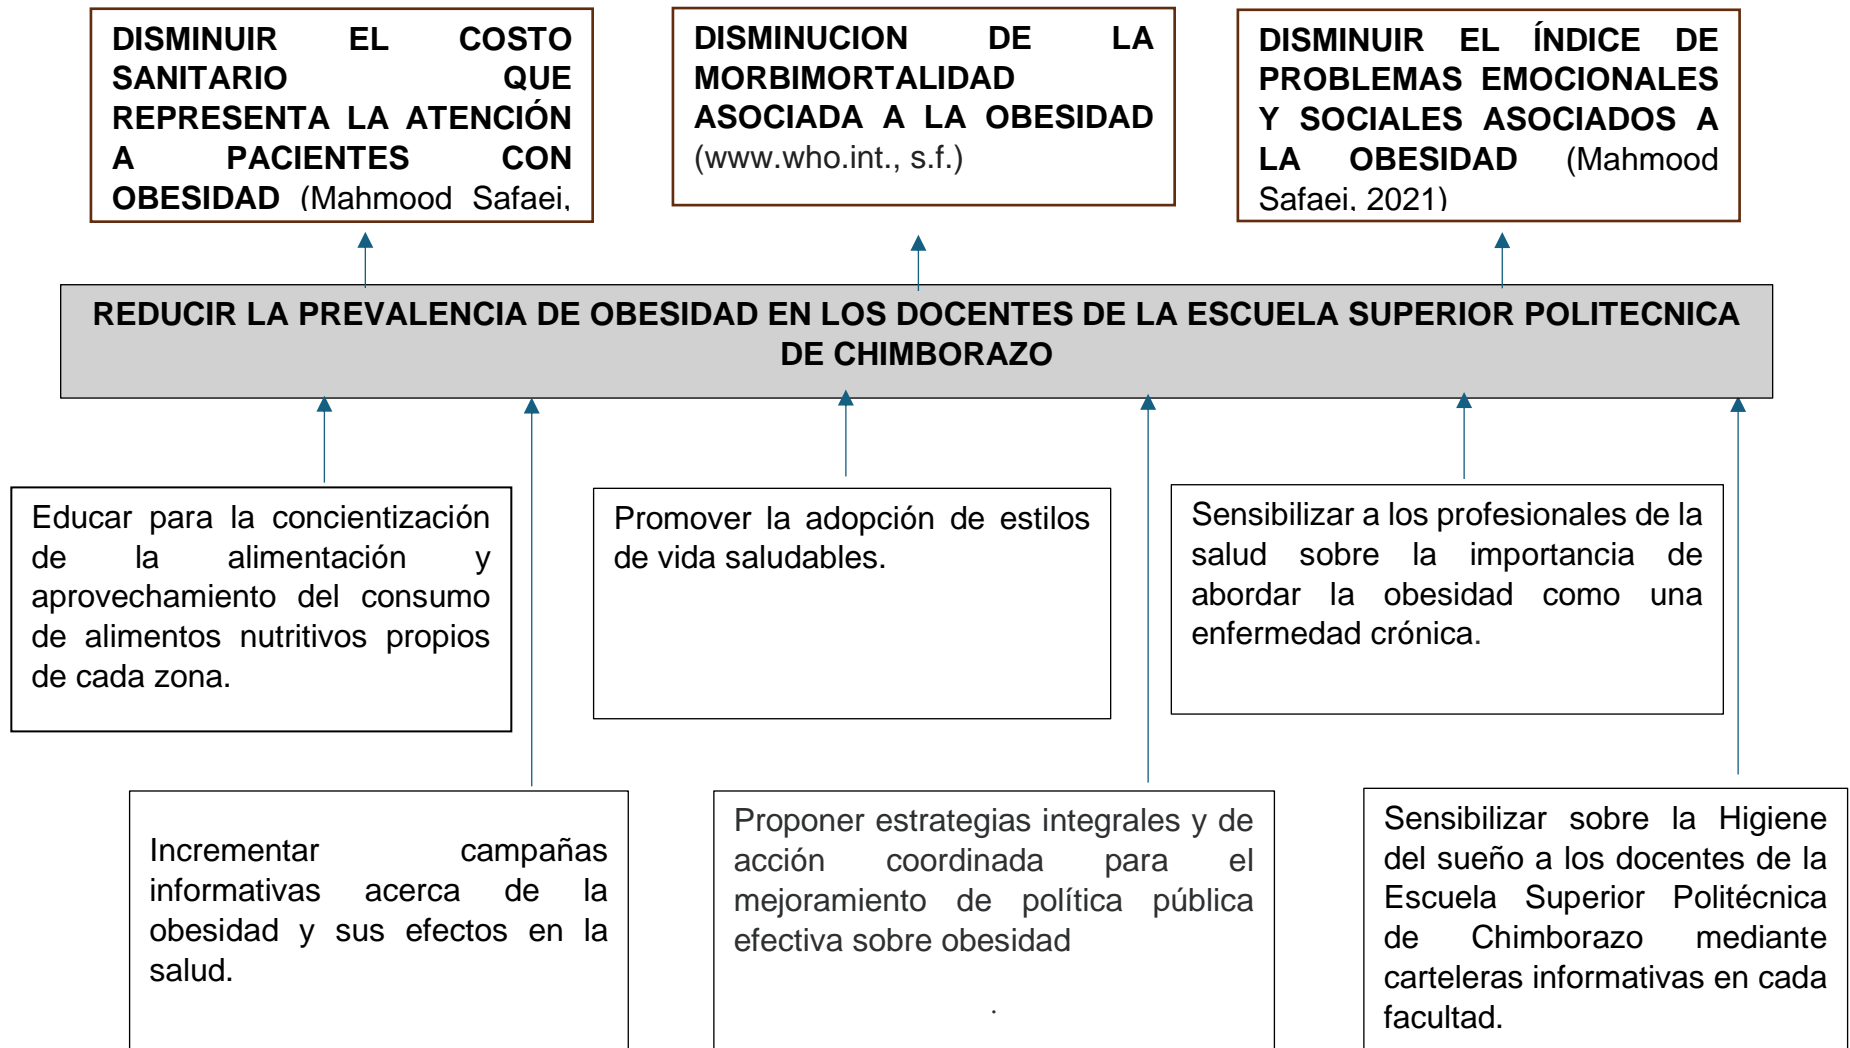 DISMINUIR EL COSTO
SANITARIO QUE
REPRESENTA LA ATENCIÓN
A PACIENTES CON
OBESIDAD (Mahmood Safaei,
DISMINUCION DE LA
MORBIMORTALIDAD
ASOCIADA A LA OBESIDAD
(www.who.int., s.f.)
DISMINUIR EL ÍNDICE DE
PROBLEMAS EMOCIONALES
Y SOCIALES ASOCIADOS A
LA OBESIDAD (Mahmood
Safaei, 2021)
REDUCIR LA PREVALENCIA DE OBESIDAD EN LOS DOCENTES DE LA ESCUELA SUPERIOR POLITECNICA
DE CHIMBORAZO
Educar para la concientización
de la alimentación y
aprovechamiento del consumo
de alimentos nutritivos propios
de cada zona.
Promover la adopción de estilos
de vida saludables.
Sensibilizar a los profesionales de la
salud sobre la importancia de
abordar la obesidad como una
enfermedad crónica.
Incrementar campañas
informativas acerca de la
obesidad y sus efectos en la
salud.
Proponer estrategias integrales y de
acción coordinada para el
mejoramiento de política pública
efectiva sobre obesidad
.
Sensibilizar sobre la Higiene
del sueño a los docentes de la
Escuela Superior Politécnica
de Chimborazo mediante
carteleras informativas en cada
facultad.